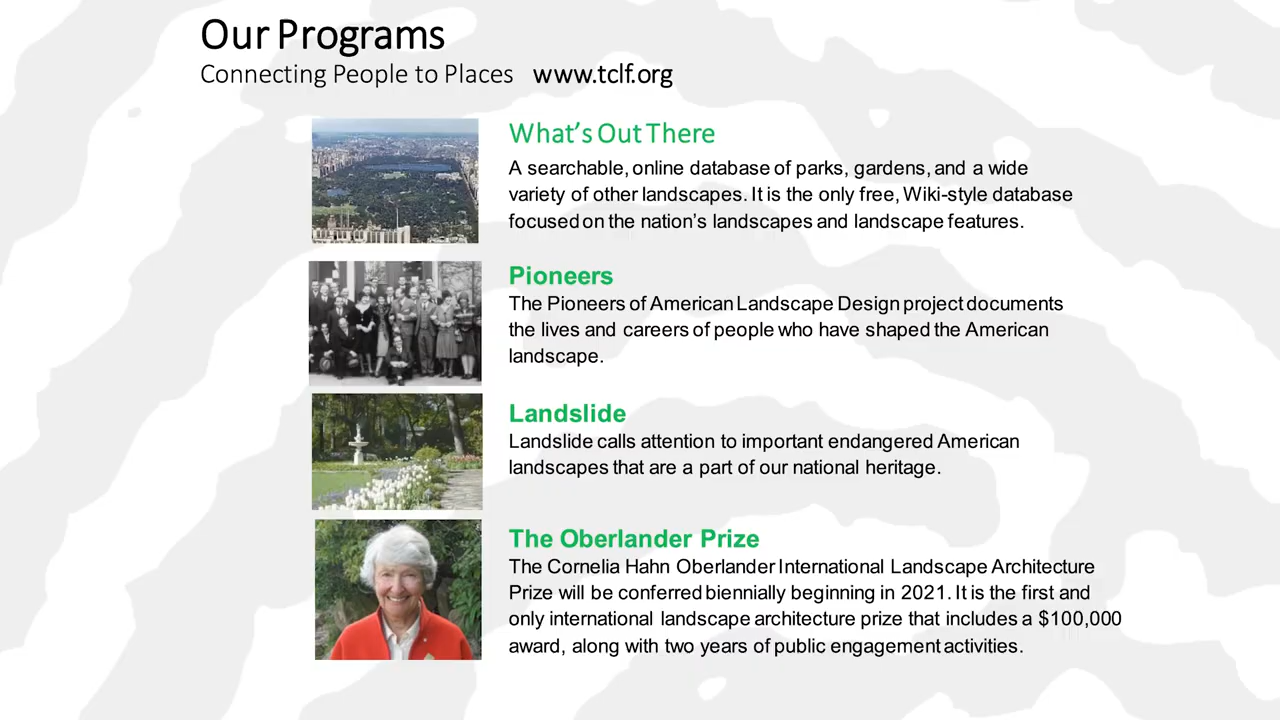 Our Programs
Connecting People to Places www.tclf.org
What's Out There
A searchable, online database of parks, gardens, and a wide
variety of other landscapes. It is the only free, Wiki-style database
focused on the nation's landscapes and landscape features.
Pioneers
The Pioneers of American Landscape Design project documents
the lives and careers of people who have shaped the American
landscape.
Landslide
Landslide calls attention to important endangered American
landscapes that are a part of our national heritage.
The Oberlander Prize
The Cornelia Hahn Oberlander International Landscape Architecture
Prize will be conferred biennially beginning in 2021. It is the first and
only international landscape architecture prize that includes a $100,000
award, along with two years of public engagement activities.